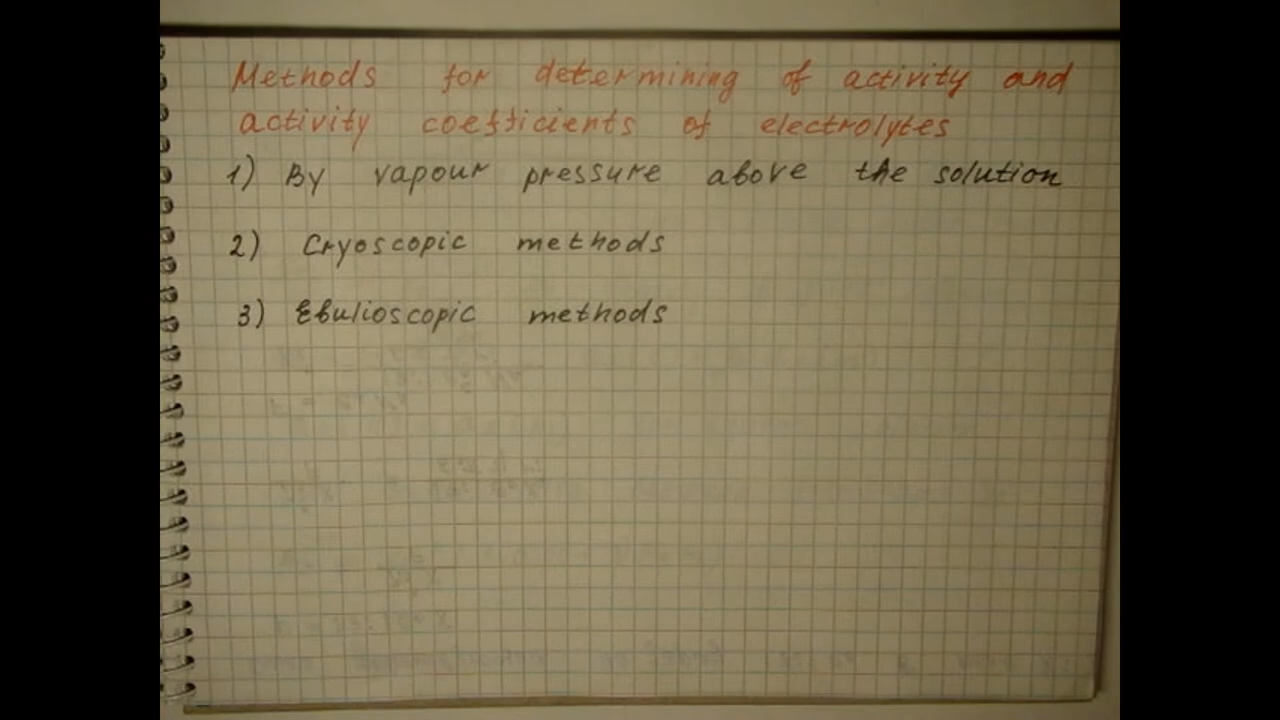 Methods for determining of activity and
activity coefficients of electrolytes
1) By vapour pressure above the solution
2) Cryoscopic methods
3) Ebulioscopic methods